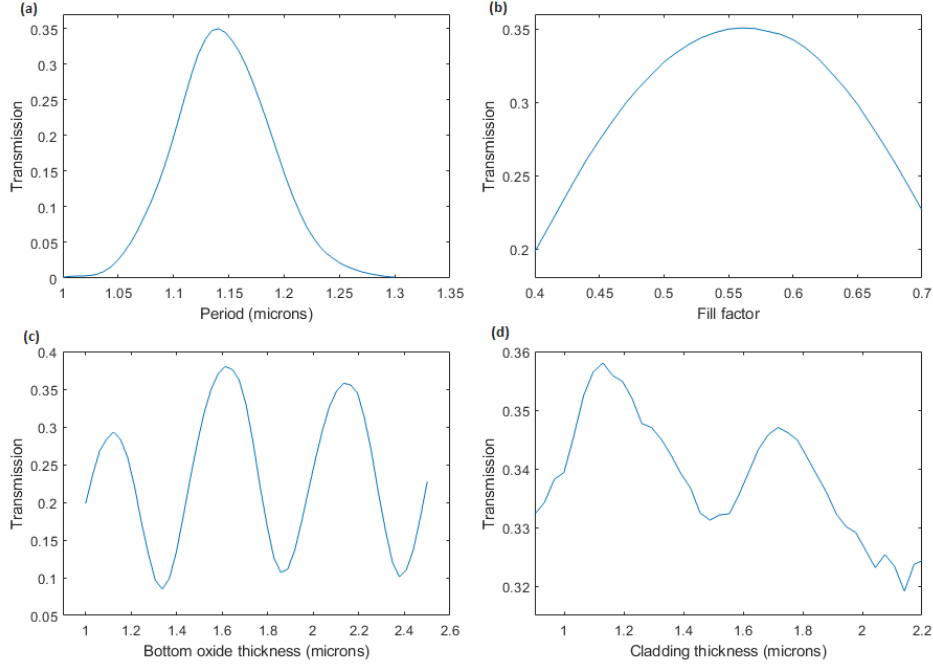 (a)
0.35
0.3
0.25
0.2
0.15
0.1
0.05
0
Transmission
1 1.05 1.1 1.15 1.2 1.25 1.3 1.35
Period (microns)
(b)
0.35
0.3
0.25
0.2
Transmission
0.4 0.45 0.5 0.55 0.6 0.65 0.7
Fill factor
(c)
0.4
0.35
0.3
0.25
0.2
0.15
0.1
0.05
Transmission
1 1.2 1.4 1.6 1.8 2 2.2 2.4 2.6
Bottom oxide thickness (microns)
(d)
0.36
0.35
0.34
0.33
0.32
Transmission
1 1.2 1.4 1.6 1.8 2 2.2
Cladding thickness (microns)